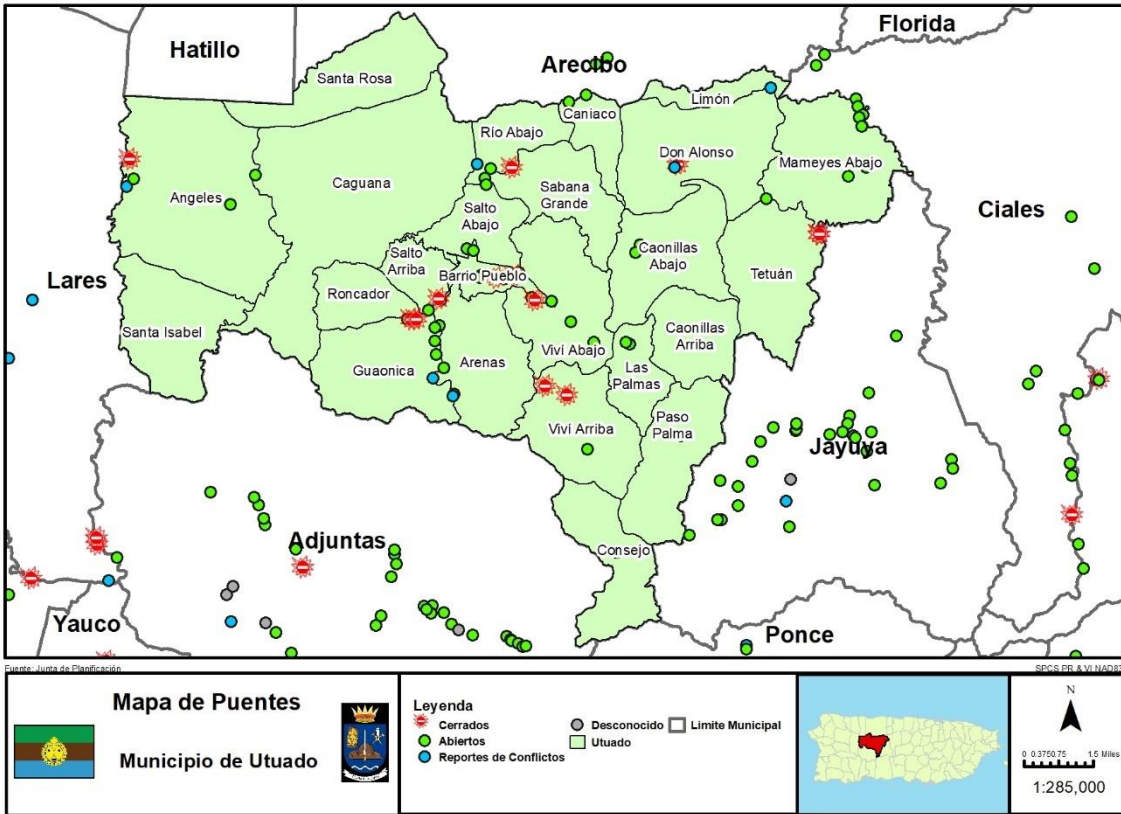 Florida
Hatillo
Arecibo
Santa Rosa
Limón
Caniaco
Río Abajo
Don Alonso
Mameyes Abajo
Caguana
Sabana
Grande
Angeles
Salto
Abajo
Ciales
Caonillas
Abajo
Salto
Arriba
Barrio Pueblo
Tetuán
Lares
Roncador
Santa Isabel
Caonillas
Arriba
Viví Abajo
Guaonica
Arenas
Las
Palmas
Viví Arriba
Paso
Palma
Jayuya
Adjuntas
Consejo
Yauco
Ponce
Fuente: Junta de Planificación
SPCS PR & VI NAD83
Mapa de Puentes
Municipio de Utuado
Leyenda
Cerrados
Abiertos
Reportes de Conflictos
Desconocido
Utuado
Limite Municipal
N
0 0.3750.75 1.5 Miles
1:285,000